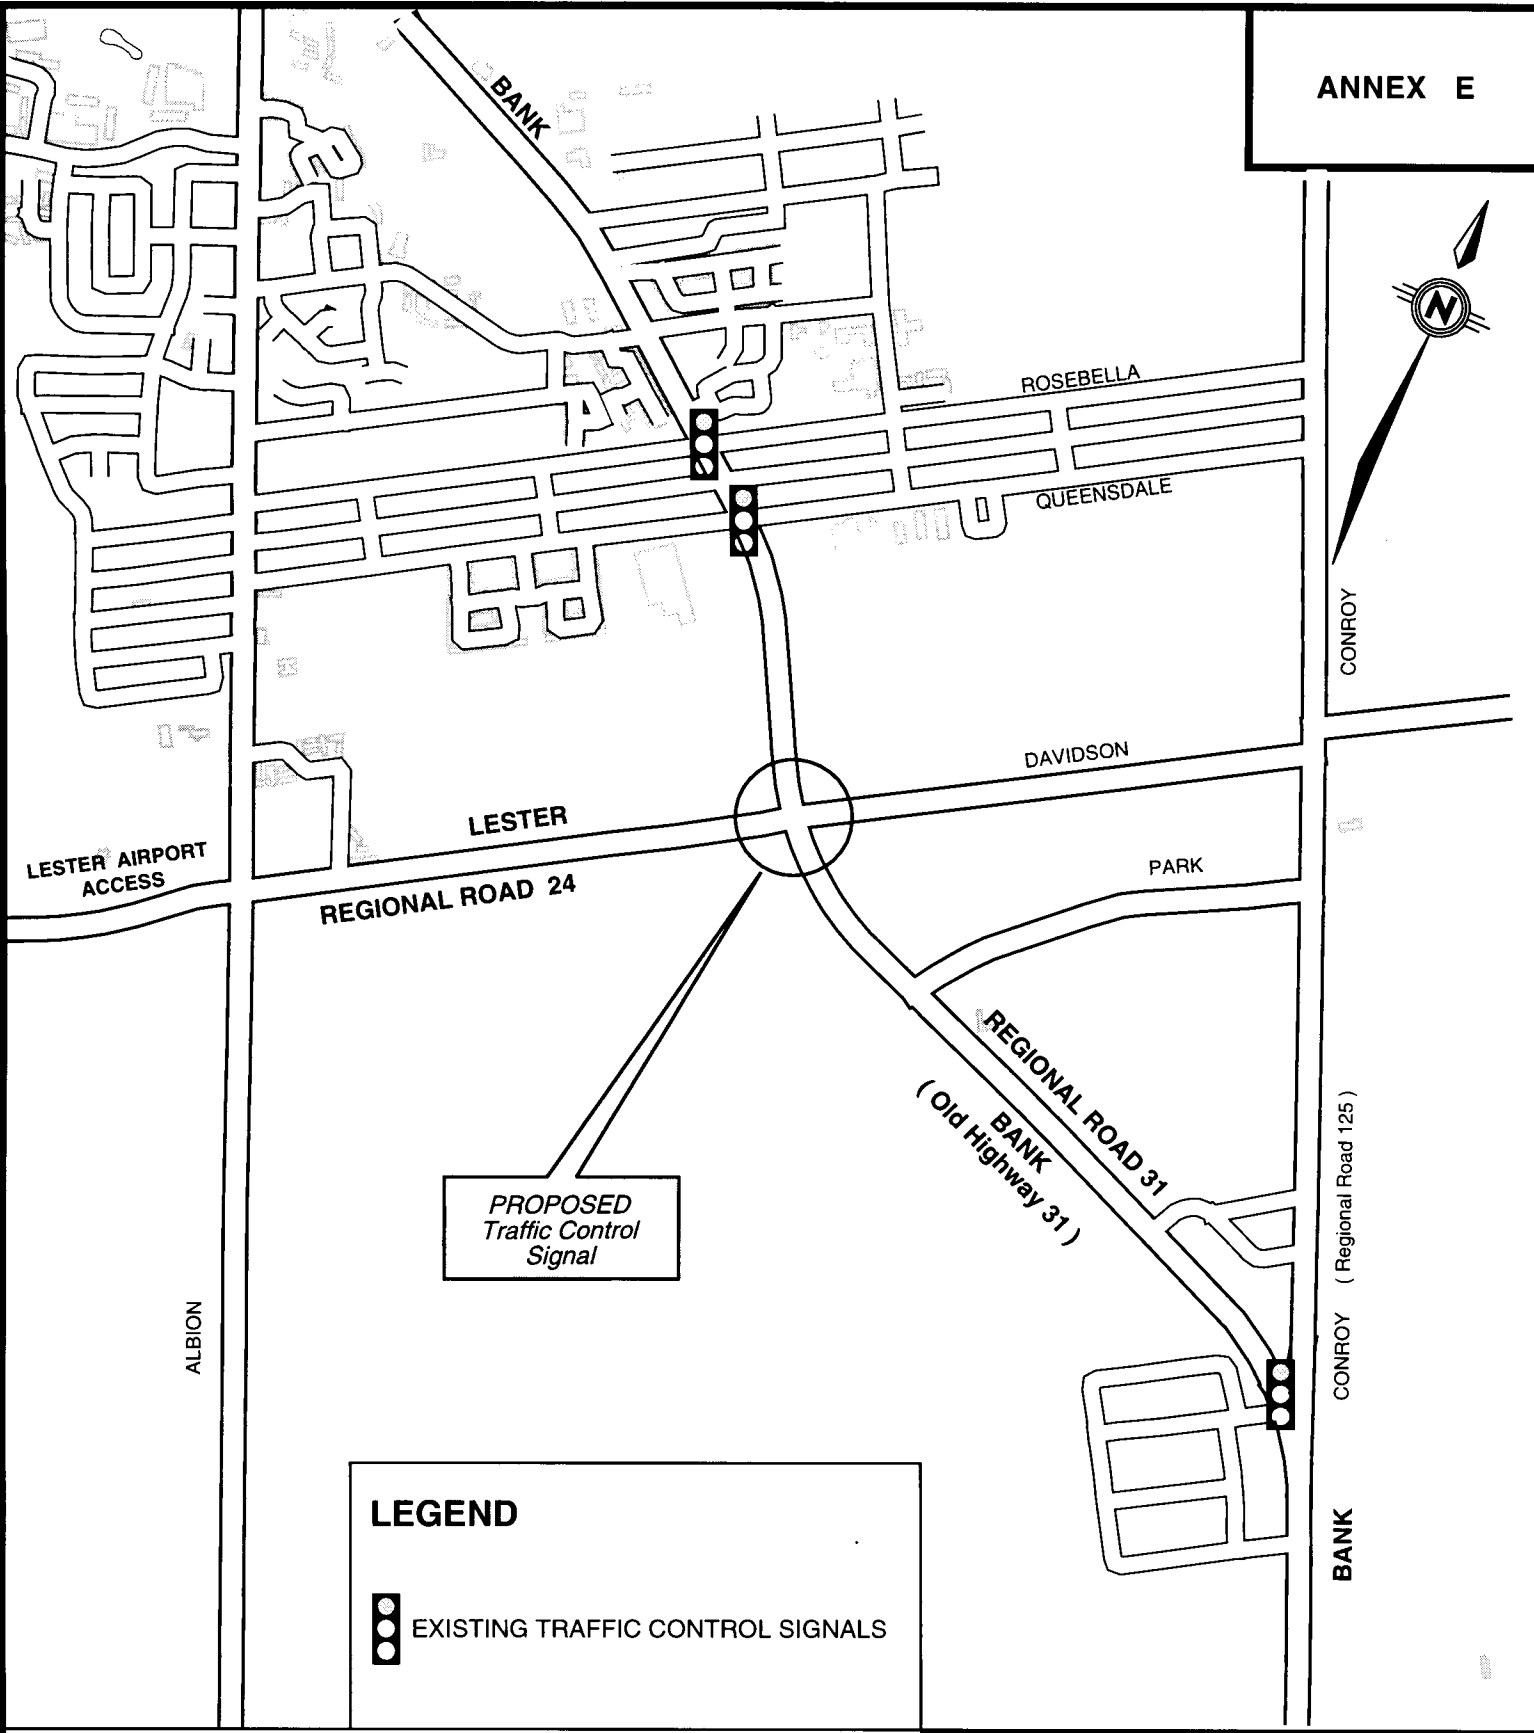 ANNEX E
BANK
N
ROSEBELLA
QUEENSDALE
CONROY
DAVIDSON
LESTER
LESTER AIRPORT
ACCESS
REGIONAL ROAD 24
PARK
REGIONAL ROAD 31
BANK
( Old Highway 31 )
PROPOSED
Traffic Control
Signal
ALBION
CONROY ( Regional Road 125 )
BANK
LEGEND
EXISTING TRAFFIC CONTROL SIGNALS